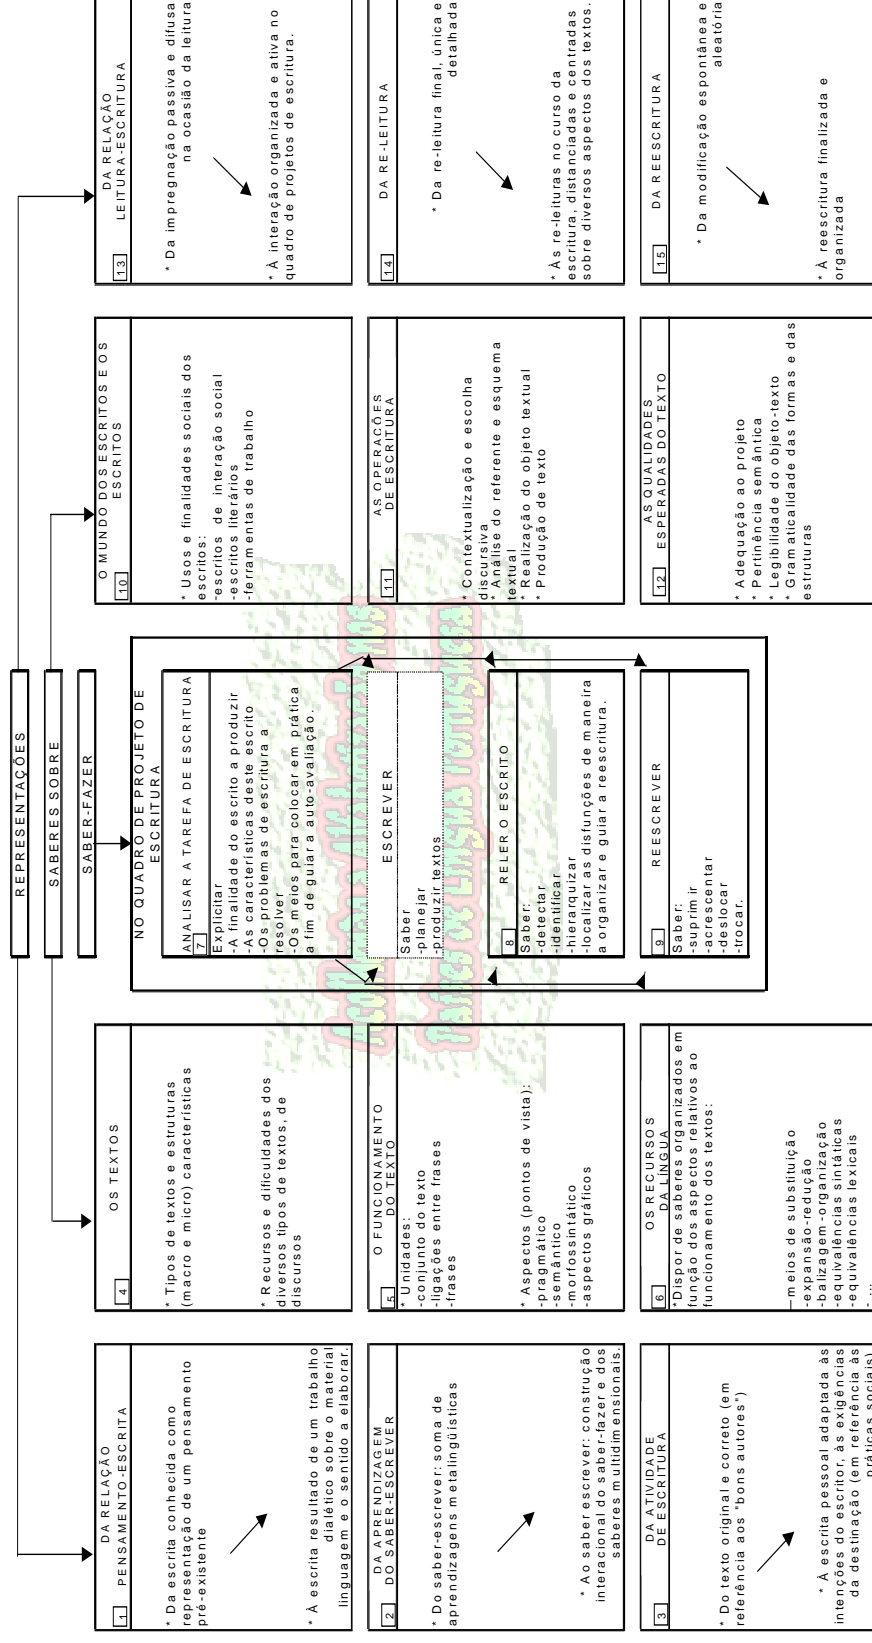 REPRESENTAÇÕES
SABERES SOBRE
SABER-FAZER
DA RELAÇÃO
1 PENSAMENTO-ESCRITA
* Da escrita conhecida como
representação de um pensamento
pré-existente
* À escrita resultado de um trabalho
dialético sobre o material
linguagem e o sentido a elaborar.
DA APRENDIZAGEM
2 DO SABER-ESCREVER
* Do saber-escrever: soma de
aprendizagens metalingüísticas
* Ao saber escrever: construção
interacional do saber-fazer e dos
saberes multidimensionais.
DA ATIVIDADE
3 DE ESCRITURA
* Do texto original e correto (em
referência aos "bons autores")
* À escrita pessoal adaptada às
intenções do escritor, às exigências
da destinação (em referência às
práticas sociais)
OS TEXTOS
4
* Tipos de textos e estruturas
(macro e micro) características
* Recursos e dificuldades dos
diversos tipos de textos, de
discursos
O FUNCIONAMENTO
5 DO TEXTO
* Unidades:
-conjunto do texto
-ligações entre frases
-frases
* Aspectos (pontos de vista):
-pragmático
-semântico
-morfossintático
-aspectos gráficos
OS RECURSOS
6 DA LÍNGUA
*Dispor de saberes organizados em
função dos aspectos relativos ao
funcionamento dos textos:
—meios de substituição
-expansão-redução
-balizagem-organização
-equivalências sintáticas
-equivalências lexicais
- ...
NO QUADRO DE PROJETO DE
ESCRITURA
ANALISAR A TAREFA DE ESCRITURA
7
Explicitar
-A finalidade do escrito a produzir
-As características deste escrito
-Os problemas de escritura a
resolver
-Os meios para colocar em prática
a fim de guiar a auto-avaliação.
ESCREVER
Saber
-planejar
-produzir textos
8 RELER O ESCRITO
Saber:
-detectar
-identificar
-hierarquizar
-localizar as disfunções de maneira
a organizar e guiar a reescritura.
9 REESCREVER
Saber:
-suprimir
-acrescentar
-deslocar
-trocar.
O MUNDO DOS ESCRITOS E OS
10 ESCRITOS
* Usos e finalidades sociais dos
escritos:
-escritos de interação social
-escritos literários
-ferramentas de trabalho
AS OPERAÇÕES
11 DE ESCRITURA
* Contextualização e escolha
discursiva
* Análise do referente e esquema
textual
* Realização do objeto textual
* Produção de texto
AS QUALIDADES
12 ESPERADAS DO TEXTO
* Adequação ao projeto
* Pertinência semântica
* Legibilidade do objeto-texto
* Gramaticalidade das formas e das
estruturas
DA RELAÇÃO
13 LEITURA-ESCRITURA
* Da impregnação passiva e difusa
na ocasião da leitura
* À interação organizada e ativa no
quadro de projetos de escritura.
14 DA RE-LEITURA
* Da re-leitura final, única e
detalhada
* Às re-leituras no curso da
escritura, distanciadas e centradas
sobre diversos aspectos dos textos.
15 DA REESCRITURA
* Da modificação espontânea e
aleatória
* À reescritura finalizada e
organizada